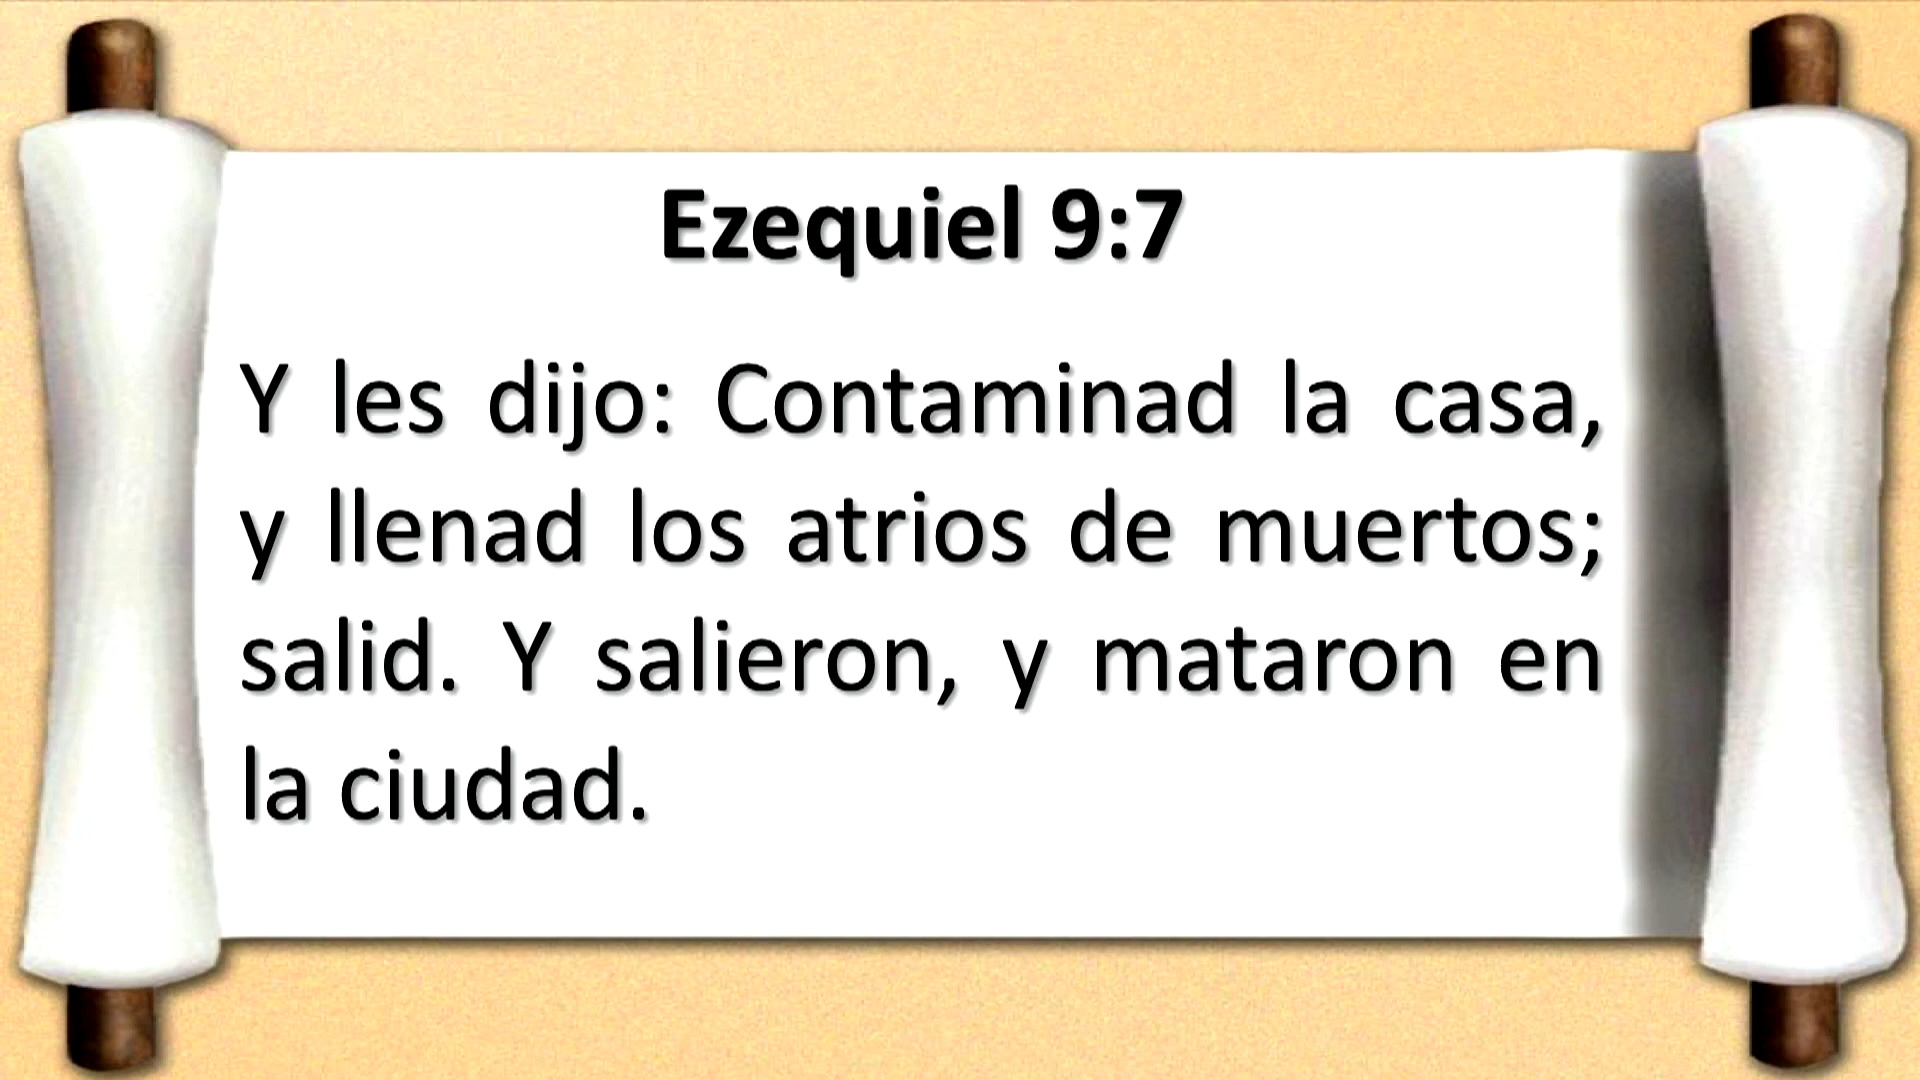 Ezequiel 9:7
Y les dijo: Contaminad la casa,
y llenad los atrios de muertos;
salid. Y salieron, y mataron en
la ciudad.